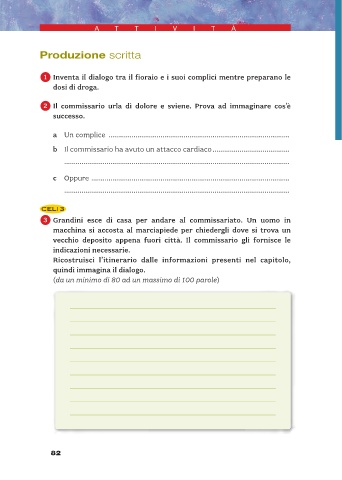 ATTIVITÀ
Produzione scritta
1 Inventa il dialogo tra il fioraio e i suoi complici mentre preparano le
dosi di droga.
2 Il commissario urla di dolore e sviene. Prova ad immaginare cos'è
successo.
a Un complice ................................................................................
b Il commissario ha avuto un attacco cardiaco..................................
....................................................................................................
c Oppure .......................................................................................
....................................................................................................
CELI 3
3 Grandini esce di casa per andare al commissariato. Un uomo in
macchina si accosta al marciapiede per chiedergli dove si trova un
vecchio deposito appena fuori città. Il commissario gli fornisce le
indicazioni necessarie.
Ricostruisci l'itinerario dalle informazioni presenti nel capitolo,
quindi immagina il dialogo.
(da un minimo di 80 ad un massimo di 100 parole)
82